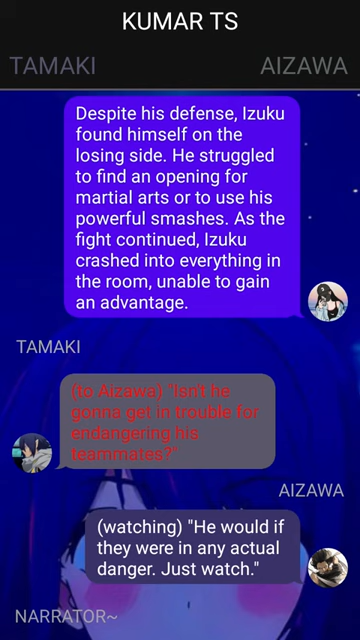 KUMAR TS
TAMAKI
AIZAWA
Despite his defense, Izuku
found himself on the
losing side. He struggled
to find an opening for
martial arts or to use his
powerful smashes. As the
fight continued, Izuku
crashed into everything in
the room, unable to gain
an advantage.
TAMAKI
(to Aizawa) "Isn't he
gonna get in trouble for
endangering his
teammates?"
AIZAWA
(watching) "He would if
they were in any actual
danger. Just watch."
NARRATOR~